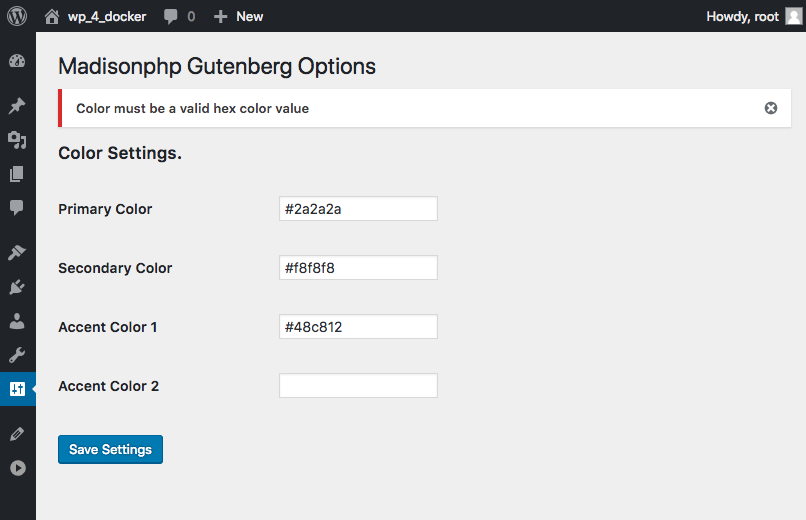 wp_4_docker 0 New Howdy, root
Madisonphp Gutenberg Options
Color must be a valid hex color value
Color Settings.
Primary Color #2a2a2a
Secondary Color #f8f8f8
Accent Color 1 #48c812
Accent Color 2
Save Settings